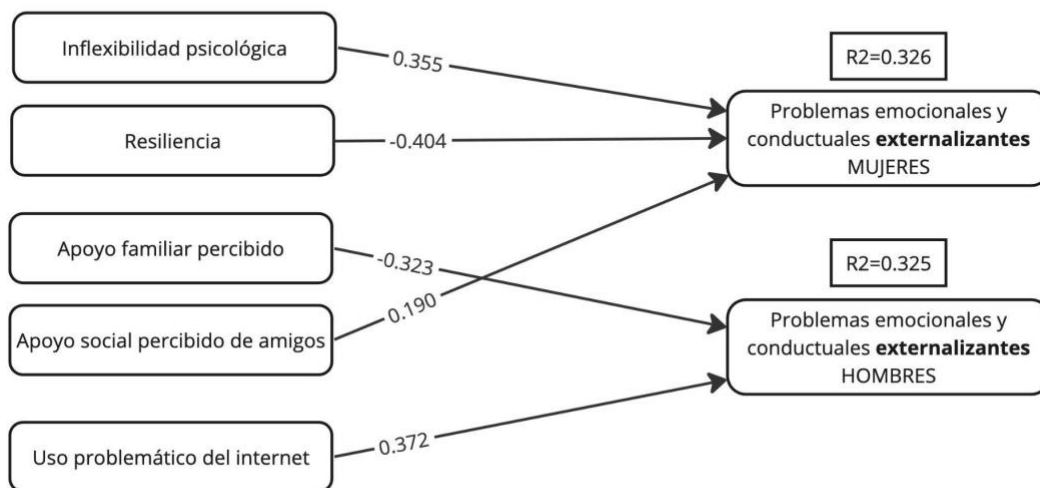 Inflexibilidad psicológica
0.355
R2=0.326
Problemas emocionales y
conductuales externalizantes
MUJERES
Resiliencia
-0.404
Apoyo familiar percibido
-0.323
R2=0.325
Apoyo social percibido de amigos
0.190
Problemas emocionales y
conductuales externalizantes
HOMBRES
Uso problemático del internet
0.372